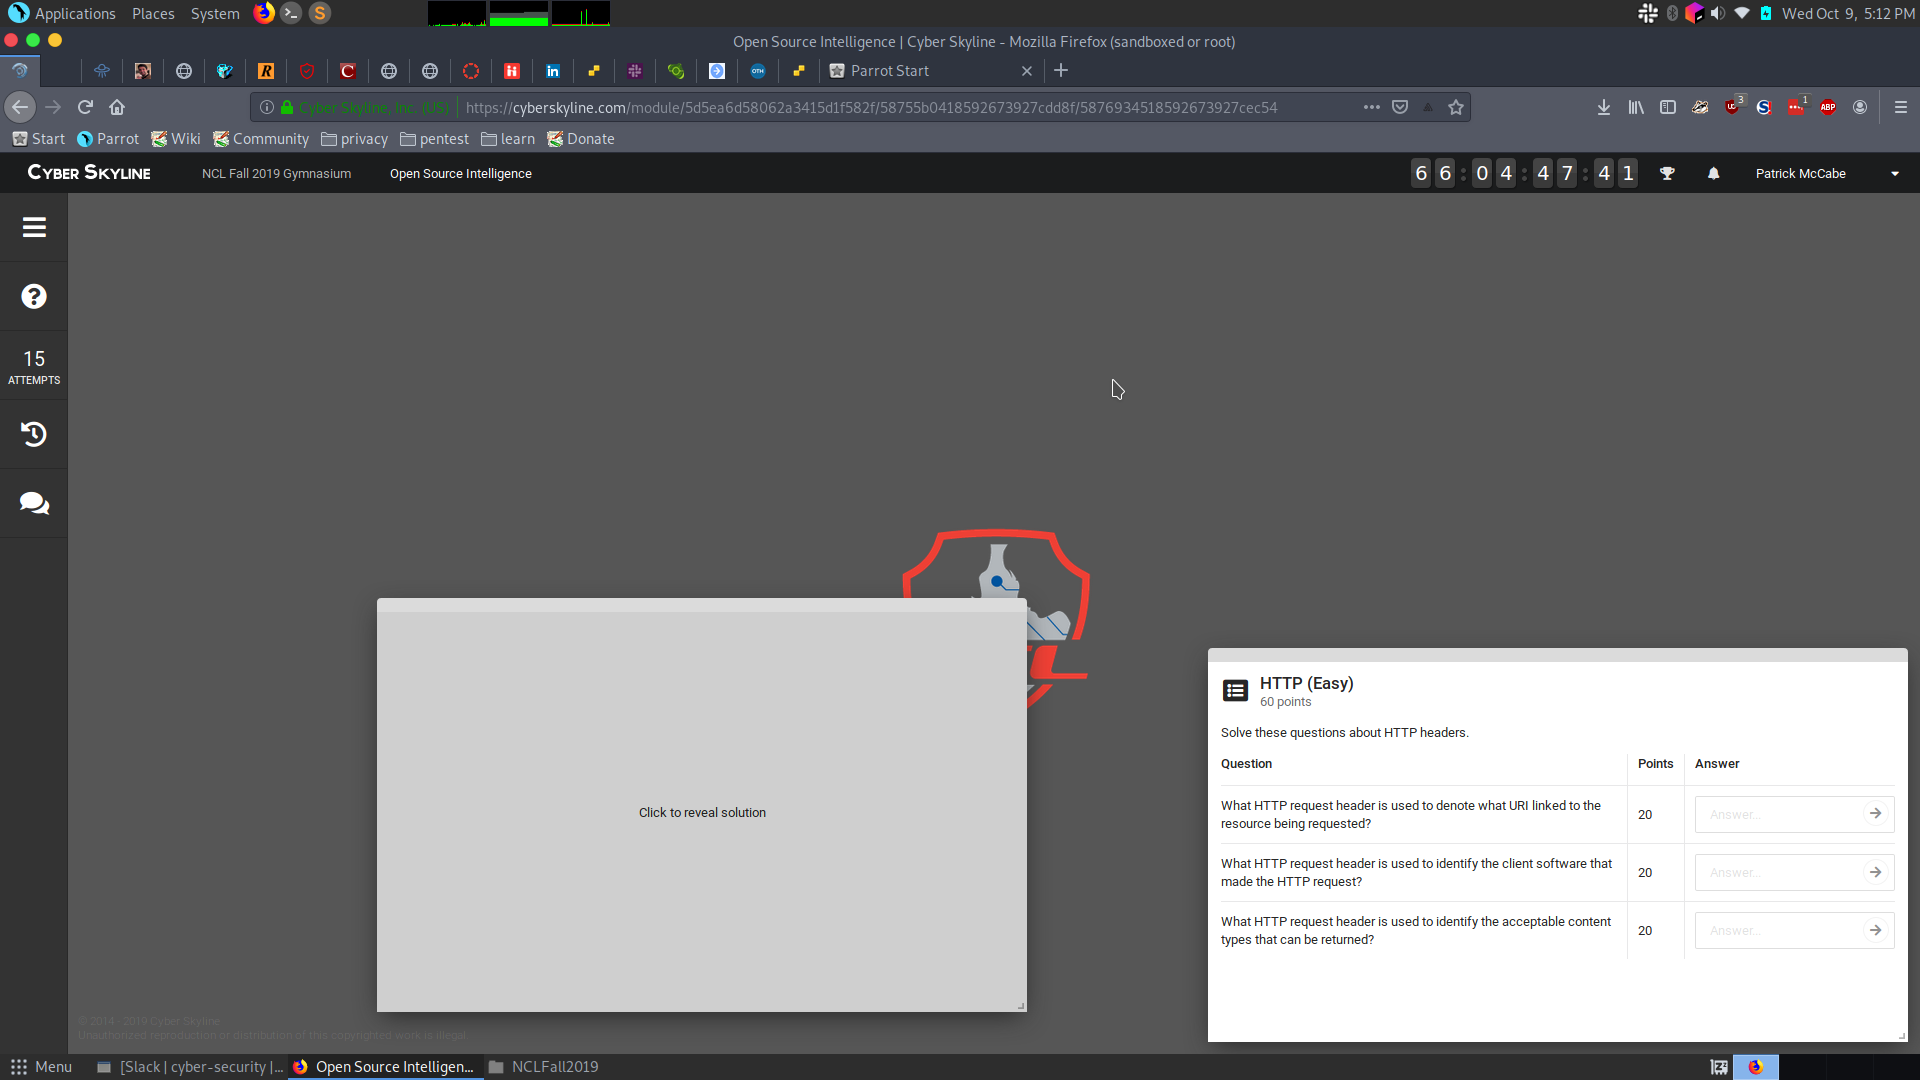 Applications Places System Wed Oct 9, 5:12 PM
Open Source Intelligence | Cyber Skyline - Mozilla Firefox (sandboxed or root)
Parrot Start
Cyber Skyline, Inc. (US) https://cyberskyline.com/module/5d5ea6d58062a3415d1f582f/58755b0418592673927cdd8f/5876934518592673927cec54 3 1 ABP
Start Parrot Wiki Community privacy pentest learn Donate
CYBER SKYLINE NCL Fall 2019 Gymnasium Open Source Intelligence 66:04:47:41 Patrick McCabe
15
ATTEMPTS
Click to reveal solution
HTTP (Easy)
60 points
Solve these questions about HTTP headers.
Question Points Answer
What HTTP request header is used to denote what URI linked to the
resource being requested?
20 Answer...
What HTTP request header is used to identify the client software that
made the HTTP request?
20 Answer...
What HTTP request header is used to identify the acceptable content
types that can be returned?
20 Answer...
© 2014 - 2019 Cyber Skyline
Unauthorized reproduction or distribution of this copyrighted work is illegal
Menu [Slack | cyber-security |... Open Source Intelligen... NCLFall2019